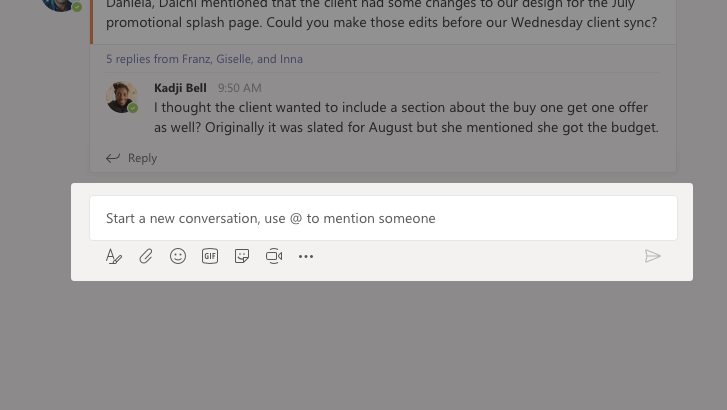 Daniela, Daichi mentioned that the client had some changes to our design for the July
promotional splash page. Could you make those edits before our Wednesday client sync?
5 replies from Franz, Giselle, and Inna
Kadji Bell 9:50 AM
I thought the client wanted to include a section about the buy one get one offer
as well? Originally it was slated for August but she mentioned she got the budget.
Reply
Start a new conversation, use @ to mention someone
GIF